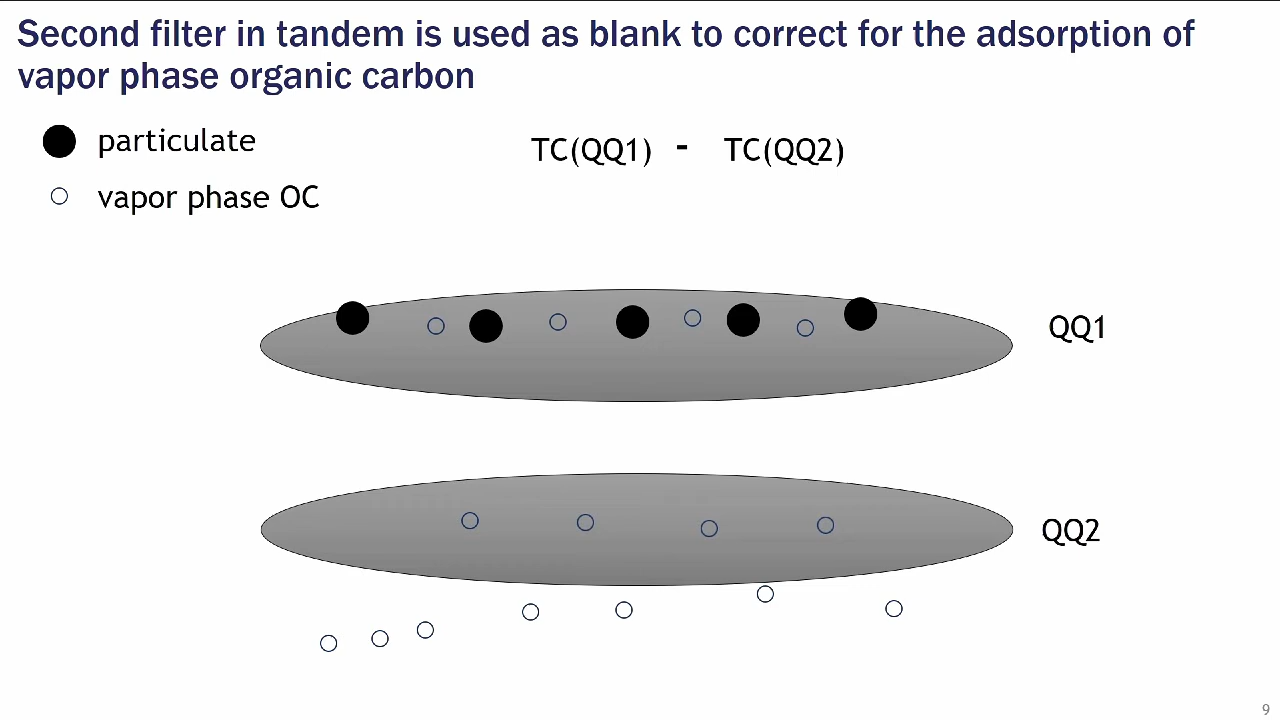 Second filter in tandem is used as blank to correct for the adsorption of
vapor phase organic carbon
particulate
TC(QQ1) - TC(QQ2)
vapor phase OC
QQ1
QQ2
9